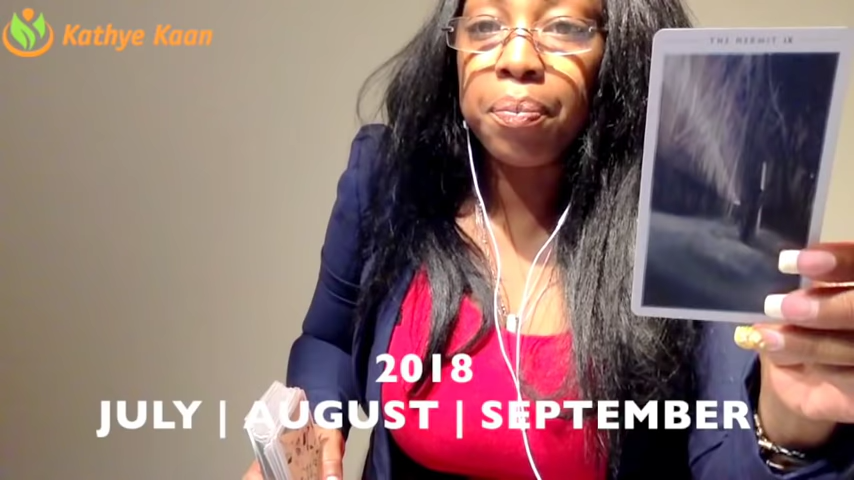 Kathye Kaan
THE HERMIT IX
2018
JULY | AUGUST | SEPTEMBER